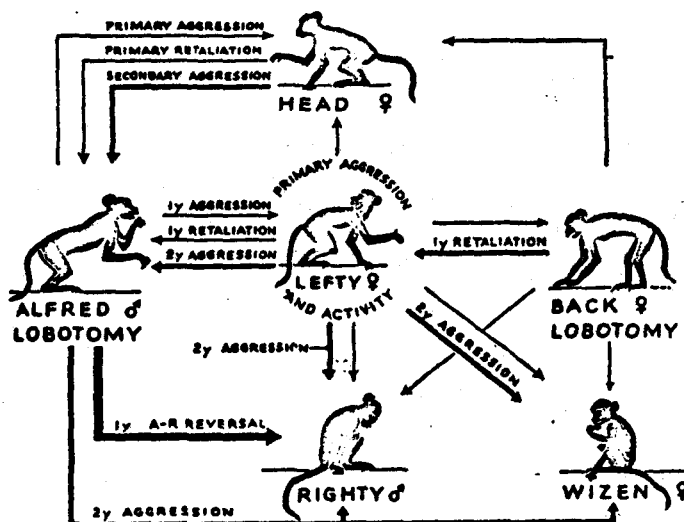 PRIMARY AGGRESSION
PRIMARY RETALIATION
SECONDARY AGGRESSION
HEAD ♀
PRIMARY AGGRESSION
1y AGGRESSION
1y RETALIATION
2y AGGRESSION
1y RETALIATION
LEFTY ♀
AND ACTIVITY
ALFRED ♂
LOBOTOMY
BACK ♀
LOBOTOMY
2y AGGRESSION
2y AGGRESSION
1y A-R REVERSAL
RIGHTY ♂
WIZEN ♀
2y AGGRESSION